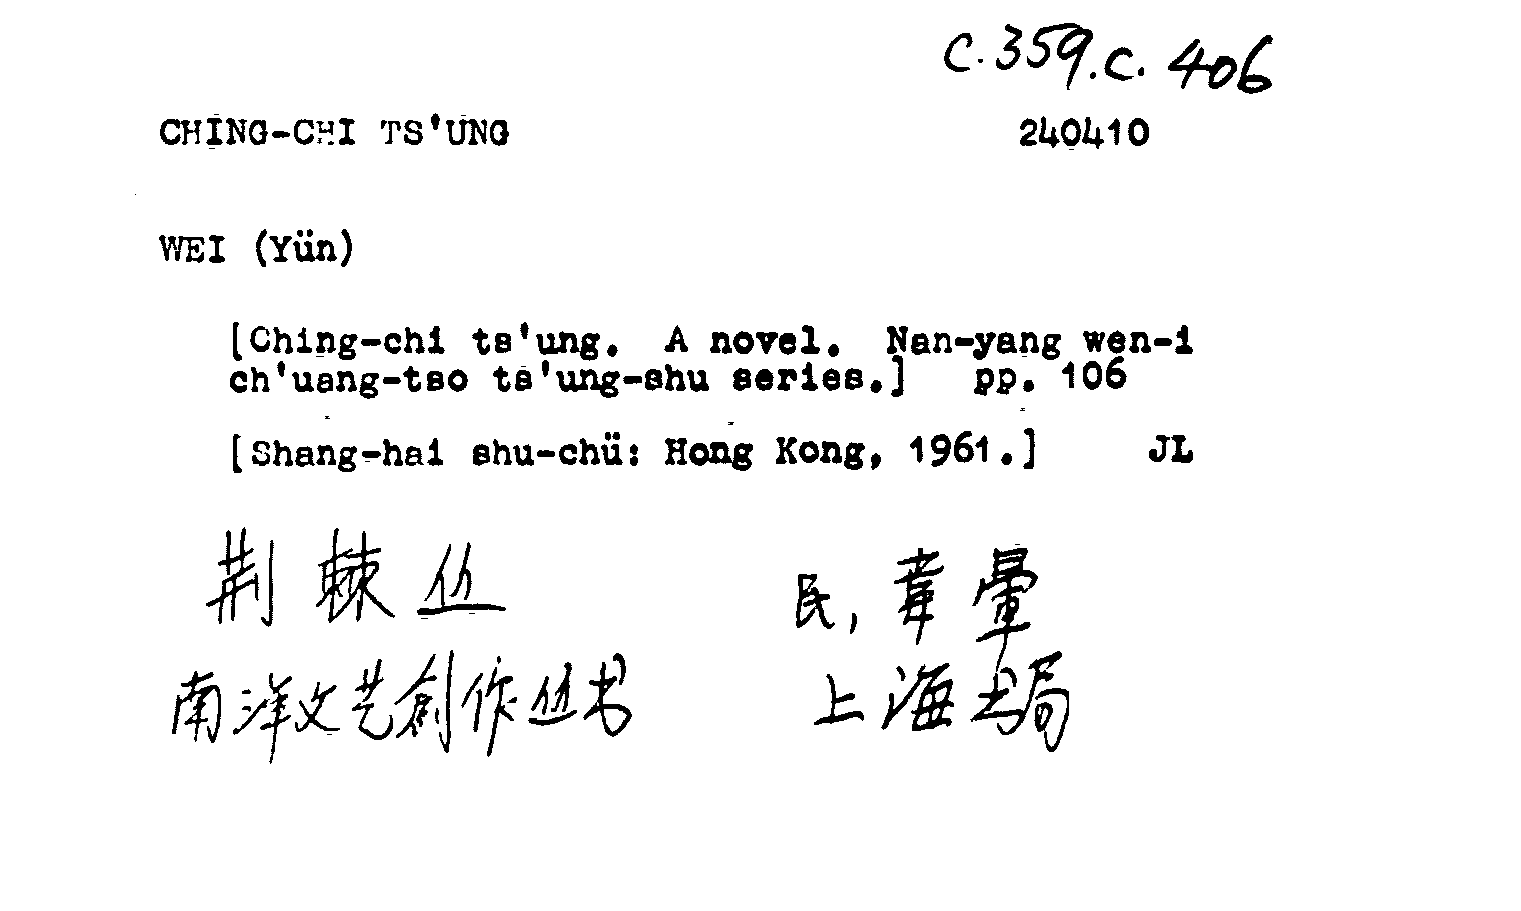 C.359.C.406
CHING-CHI TS'UNG 240410
WEI (Yün)
[Ching-chi ts'ung. A novel. Nan-yang wen-i
ch'uang-tso ts'ung-shu series.] pp. 106
[Shang-hai shu-chü: Hong Kong, 1961.] JL
荆棘丛 民,韋暈
南洋文艺創作丛书 上海书局